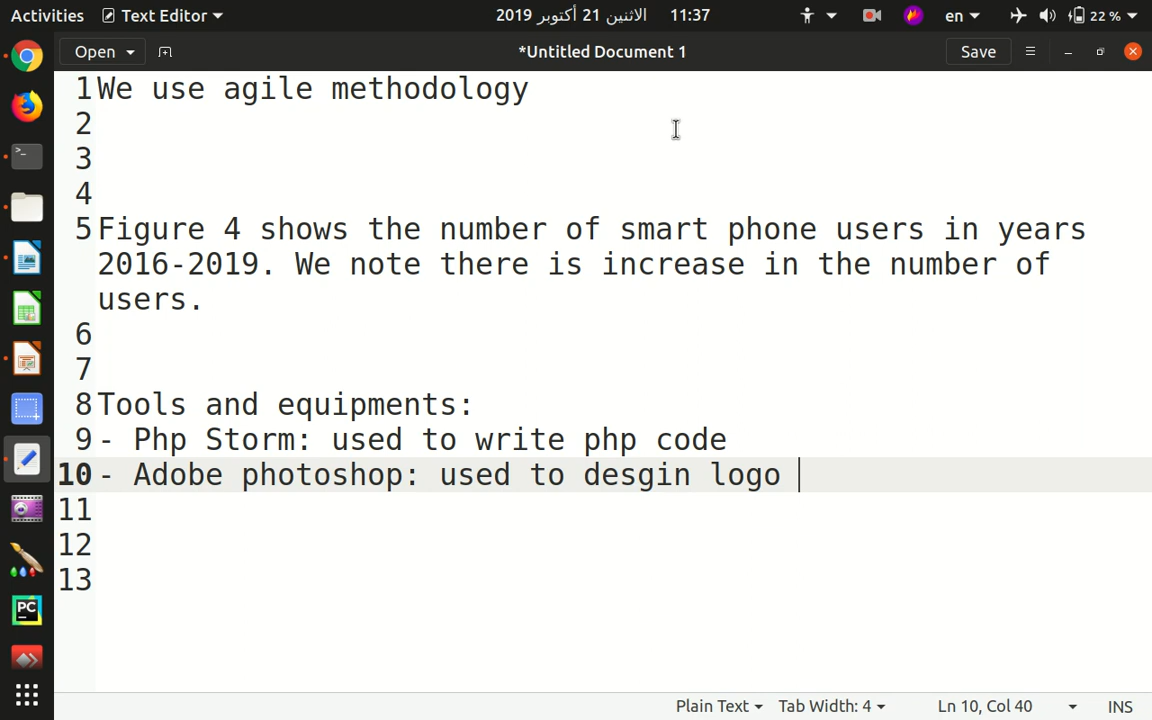 Activities Text Editor الاثنين 21 أكتوبر 2019 11:37 en 22 %
Open *Untitled Document 1 Save
1 We use agile methodology
2
3
4
5 Figure 4 shows the number of smart phone users in years
2016-2019. We note there is increase in the number of
users.
6
7
8 Tools and equipments:
9 - Php Storm: used to write php code
10 - Adobe photoshop: used to desgin logo
11
12
13
PC
Plain Text Tab Width: 4 Ln 10, Col 40 INS